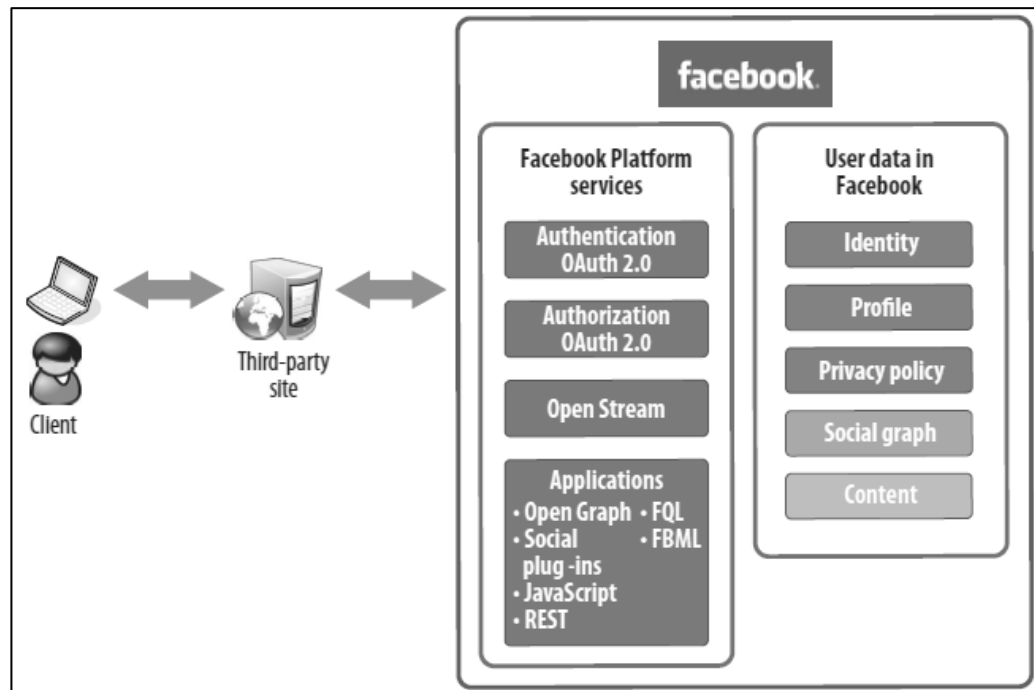 facebook.
Facebook Platform
services
Authentication
OAuth 2.0
Authorization
OAuth 2.0
Open Stream
Applications
• Open Graph • FQL
• Social • FBML
plug -ins
• JavaScript
• REST
User data in
Facebook
Identity
Profile
Privacy policy
Social graph
Content
Third-party
site
Client